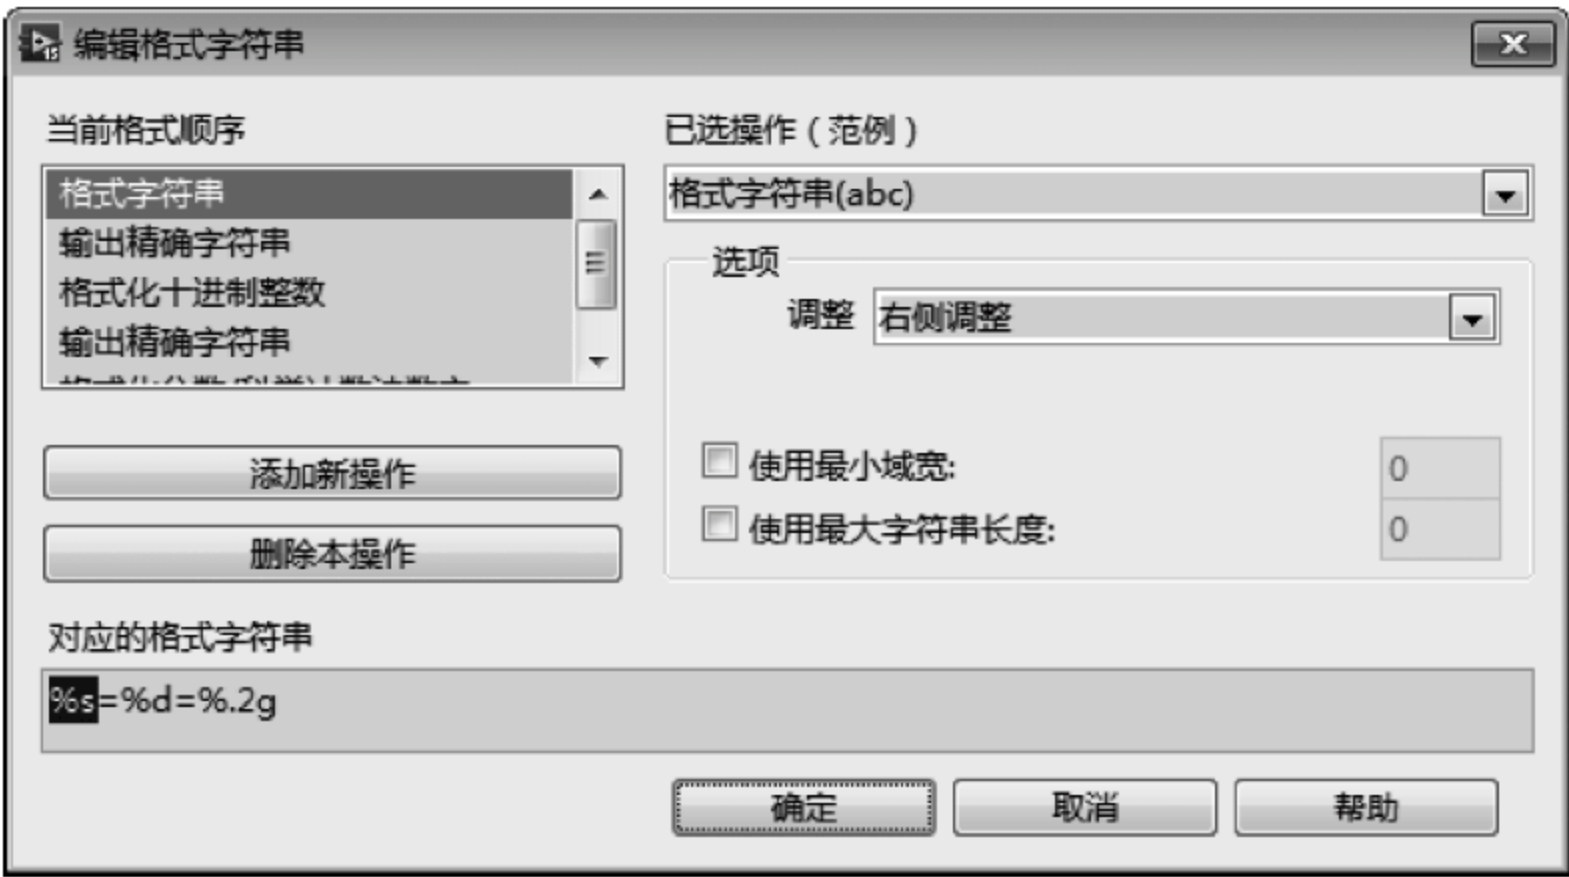 编辑格式字符串
当前格式顺序
格式字符串
输出精确字符串
格式化十进制整数
输出精确字符串
已选操作(范例)
格式字符串(abc)
选项
调整 右侧调整
使用最小域宽: 0
使用最大字符串长度: 0
添加新操作
删除本操作
对应的格式字符串
%s=%d=%.2g
确定 取消 帮助